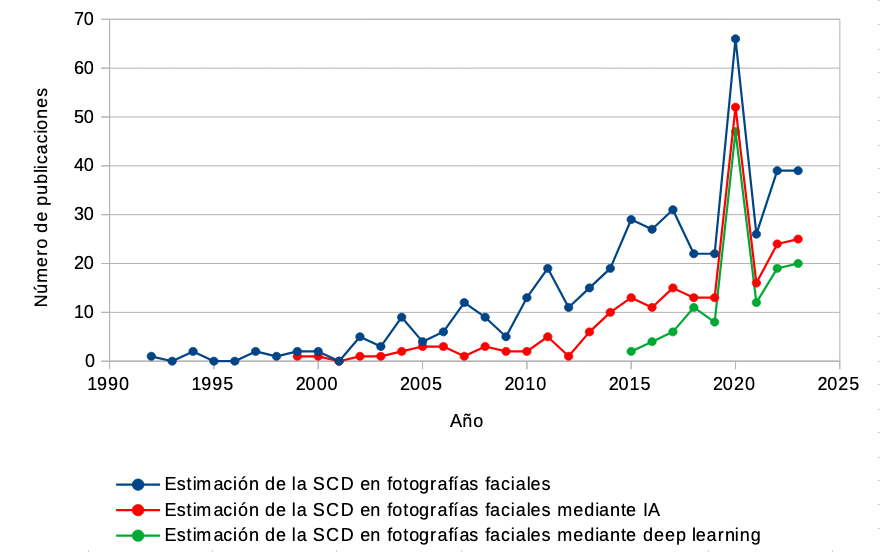 70
60
50
40
30
20
10
0
Número de publicaciones
1990 1995 2000 2005 2010 2015 2020 2025
Año
Estimación de la SCD en fotografías faciales
Estimación de la SCD en fotografías faciales mediante IA
Estimación de la SCD en fotografías faciales mediante deep learning